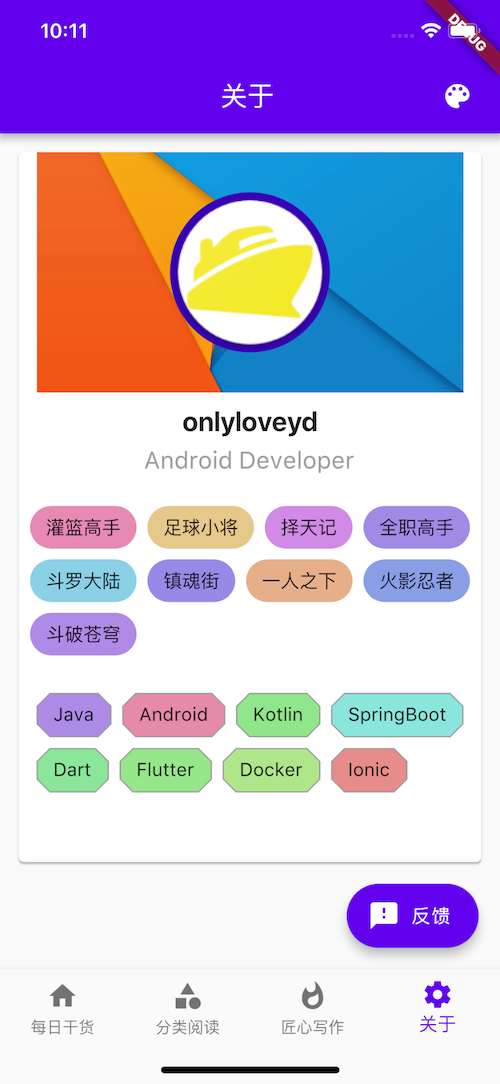 10:11
DEBUG
关于
onlyloveyd
Android Developer
灌篮高手 足球小将 择天记 全职高手
斗罗大陆 镇魂街 一人之下 火影忍者
斗破苍穹
Java Android Kotlin SpringBoot
Dart Flutter Docker Ionic
反馈
每日干货 分类阅读 匠心写作 关于